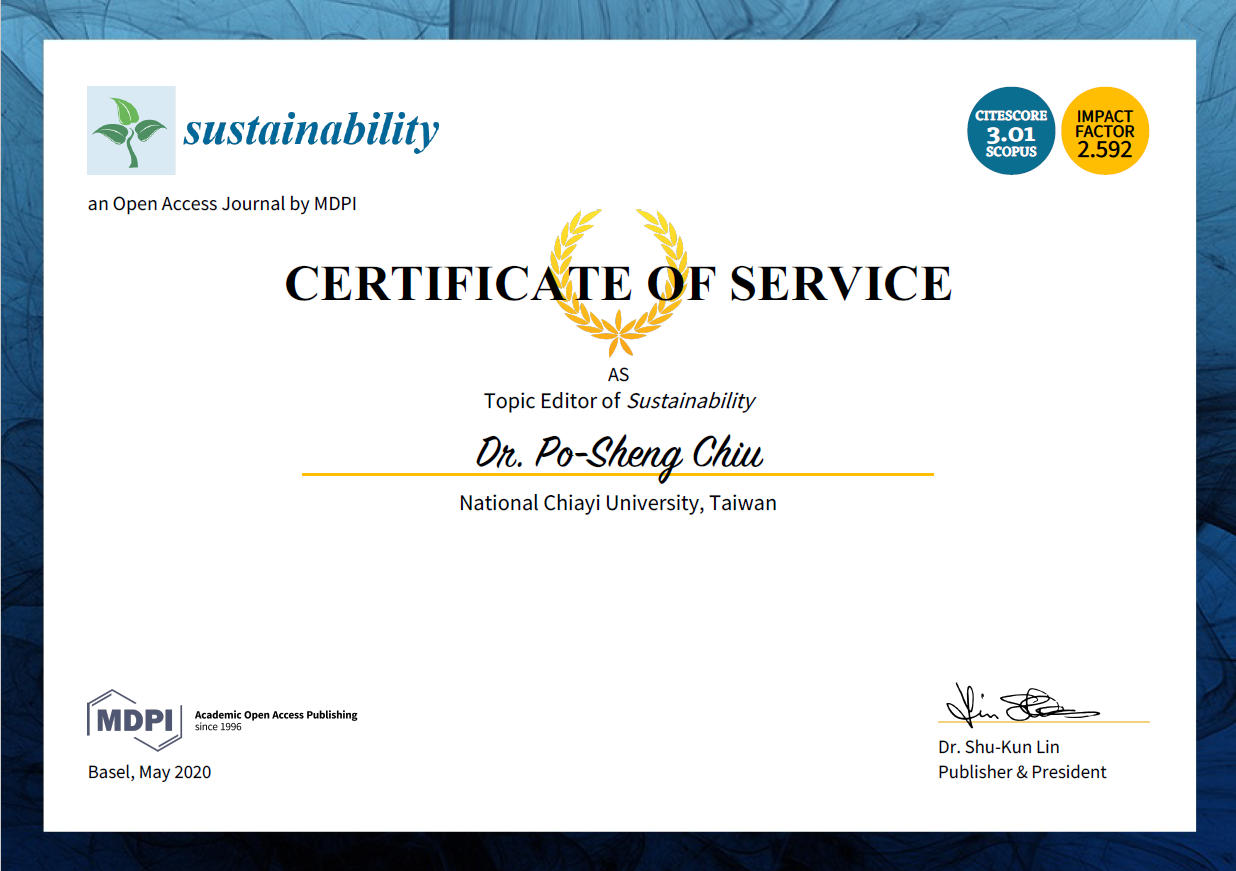 sustainability
CITESCORE
3.01
SCOPUS
IMPACT
FACTOR
2.592
an Open Access Journal by MDPI
CERTIFICATE OF SERVICE
AS
Topic Editor of Sustainability
Dr. Po-Sheng Chiu
National Chiayi University, Taiwan
MDPI
Academic Open Access Publishing
since 1996
Basel, May 2020
Dr. Shu-Kun Lin
Publisher & President